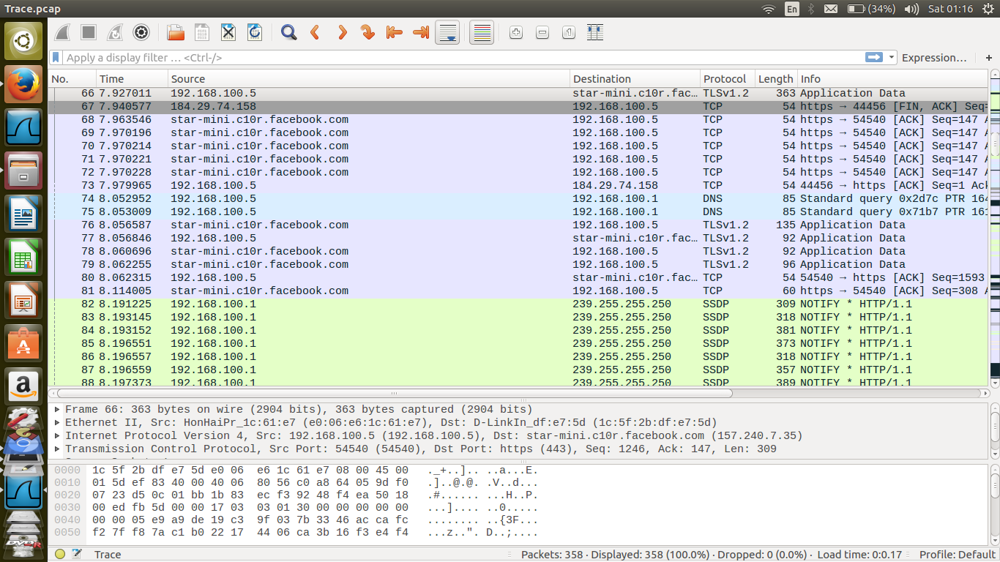 Trace.pcap En (34%) Sat 01:16
Apply a display filter … <Ctrl-/> Expression… +
No. Time Source Destination Protocol Length Info
66 7.927011 192.168.100.5 star-mini.c10r.fac… TLSv1.2 363 Application Data
67 7.940577 184.29.74.158 192.168.100.5 TCP 54 https → 44456 [FIN, ACK] Seq=
68 7.963546 star-mini.c10r.facebook.com 192.168.100.5 TCP 54 https → 54540 [ACK] Seq=147 A
69 7.970196 star-mini.c10r.facebook.com 192.168.100.5 TCP 54 https → 54540 [ACK] Seq=147 A
70 7.970214 star-mini.c10r.facebook.com 192.168.100.5 TCP 54 https → 54540 [ACK] Seq=147 A
71 7.970221 star-mini.c10r.facebook.com 192.168.100.5 TCP 54 https → 54540 [ACK] Seq=147 A
72 7.970228 star-mini.c10r.facebook.com 192.168.100.5 TCP 54 https → 54540 [ACK] Seq=147 A
73 7.979965 192.168.100.5 184.29.74.158 TCP 54 44456 → https [ACK] Seq=1 Ack
74 8.052952 192.168.100.5 192.168.100.1 DNS 85 Standard query 0x2d7c PTR 164
75 8.053009 192.168.100.5 192.168.100.1 DNS 85 Standard query 0x71b7 PTR 161
76 8.056587 star-mini.c10r.facebook.com 192.168.100.5 TLSv1.2 135 Application Data
77 8.056846 192.168.100.5 star-mini.c10r.fac… TLSv1.2 92 Application Data
78 8.060696 star-mini.c10r.facebook.com 192.168.100.5 TLSv1.2 92 Application Data
79 8.062255 star-mini.c10r.facebook.com 192.168.100.5 TLSv1.2 96 Application Data
80 8.062315 192.168.100.5 star-mini.c10r.fac… TCP 54 54540 → https [ACK] Seq=1593
81 8.114005 star-mini.c10r.facebook.com 192.168.100.5 TCP 60 https → 54540 [ACK] Seq=308 A
82 8.191225 192.168.100.1 239.255.255.250 SSDP 309 NOTIFY * HTTP/1.1
83 8.193145 192.168.100.1 239.255.255.250 SSDP 318 NOTIFY * HTTP/1.1
84 8.193152 192.168.100.1 239.255.255.250 SSDP 381 NOTIFY * HTTP/1.1
85 8.196551 192.168.100.1 239.255.255.250 SSDP 373 NOTIFY * HTTP/1.1
86 8.196557 192.168.100.1 239.255.255.250 SSDP 318 NOTIFY * HTTP/1.1
87 8.196559 192.168.100.1 239.255.255.250 SSDP 357 NOTIFY * HTTP/1.1
88 8.197373 192.168.100.1 239.255.255.250 SSDP 389 NOTIFY * HTTP/1.1
Frame 66: 363 bytes on wire (2904 bits), 363 bytes captured (2904 bits)
Ethernet II, Src: HonHaiPr_1c:61:e7 (e0:06:e6:1c:61:e7), Dst: D-LinkIn_df:e7:5d (1c:5f:2b:df:e7:5d)
Internet Protocol Version 4, Src: 192.168.100.5 (192.168.100.5), Dst: star-mini.c10r.facebook.com (157.240.7.35)
Transmission Control Protocol, Src Port: 54540 (54540), Dst Port: https (443), Seq: 1246, Ack: 147, Len: 309
0000 1c 5f 2b df e7 5d e0 06 e6 1c 61 e7 08 00 45 00 ._+..].. ..a...E.
0010 01 5d ef 83 40 00 40 06 80 56 c0 a8 64 05 9d f0 .]..@.@. .V..d...
0020 07 23 d5 0c 01 bb 1b 83 ec f3 92 48 f4 ea 50 18 .#...... ...H..P.
0030 00 ed fb 5d 00 00 17 03 03 01 30 00 00 00 00 00 ...].... ..0.....
0040 00 00 05 e9 a9 de 19 c3 9f 03 7b 33 46 ac ca fc ........ ..{3F...
0050 f2 7f f8 7a c1 b0 22 17 44 06 ca 3b 16 f3 e4 f4 ...z..". D..;....
Trace Packets: 358 · Displayed: 358 (100.0%) · Dropped: 0 (0.0%) · Load time: 0:0.17 Profile: Default